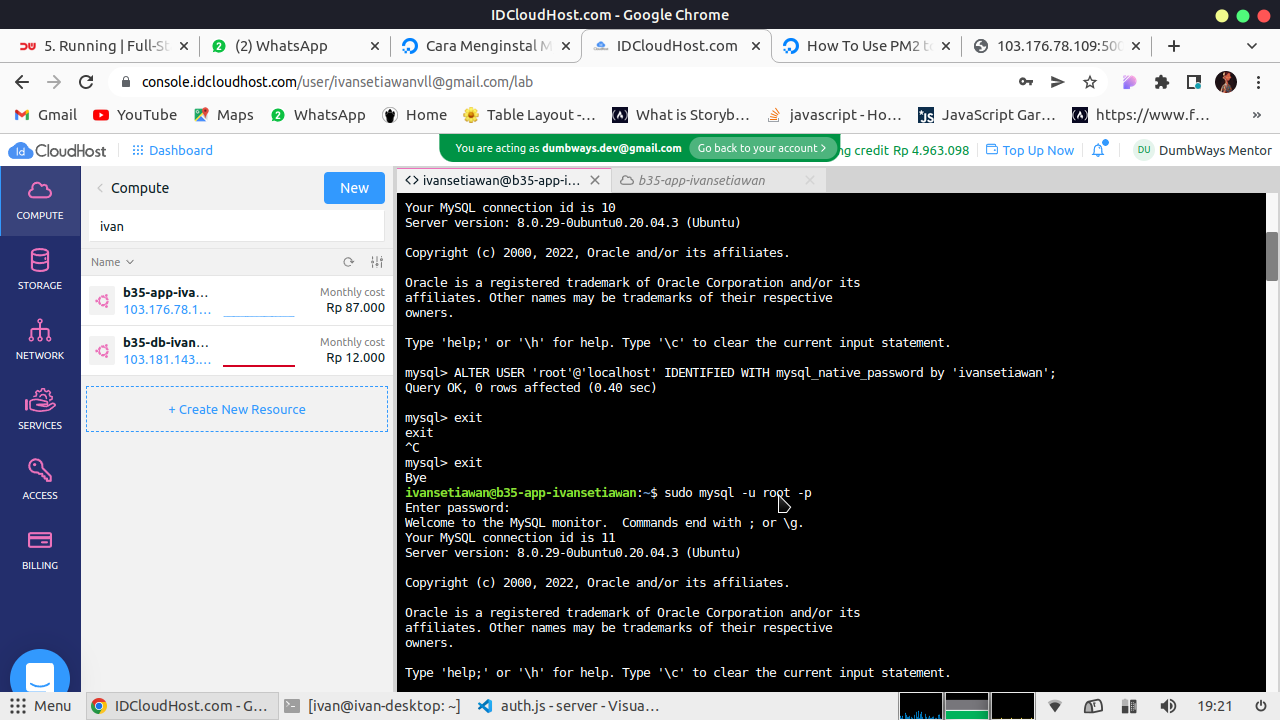 IDCloudHost.com - Google Chrome
5. Running | Full-St
(2) WhatsApp
Cara Menginstal M
IDCloudHost.com
How To Use PM2 to
103.176.78.109:500
console.idcloudhost.com/user/ivansetiawanvll@gmail.com/lab
Gmail
YouTube
Maps
WhatsApp
Home
Table Layout -...
What is Storyb...
javascript - Ho...
JavaScript Gar...
https://www.f...
Id CloudHost
Dashboard
You are acting as dumbways.dev@gmail.com
Go back to your account >
ng credit Rp 4.963.098
Top Up Now
DU
DumbWays Mentor
COMPUTE
STORAGE
NETWORK
SERVICES
ACCESS
BILLING
Compute
New
ivan
Name
b35-app-iva...
103.176.78.1...
Monthly cost
Rp 87.000
b35-db-ivan...
103.181.143....
Monthly cost
Rp 12.000
+ Create New Resource
ivansetiawan@b35-app-i...
b35-app-ivansetiawan
Your MySQL connection id is 10
Server version: 8.0.29-0ubuntu0.20.04.3 (Ubuntu)
Copyright (c) 2000, 2022, Oracle and/or its affiliates.
Oracle is a registered trademark of Oracle Corporation and/or its
affiliates. Other names may be trademarks of their respective
owners.
Type 'help;' or '\h' for help. Type '\c' to clear the current input statement.
mysql> ALTER USER 'root'@'localhost' IDENTIFIED WITH mysql_native_password by 'ivansetiawan';
Query OK, 0 rows affected (0.40 sec)
mysql> exit
exit
^C
mysql> exit
Bye
ivansetiawan@b35-app-ivansetiawan:~$ sudo mysql -u root -p
Enter password:
Welcome to the MySQL monitor.  Commands end with ; or \g.
Your MySQL connection id is 11
Server version: 8.0.29-0ubuntu0.20.04.3 (Ubuntu)
Copyright (c) 2000, 2022, Oracle and/or its affiliates.
Oracle is a registered trademark of Oracle Corporation and/or its
affiliates. Other names may be trademarks of their respective
owners.
Type 'help;' or '\h' for help. Type '\c' to clear the current input statement.
Menu
IDCloudHost.com - G...
[ivan@ivan-desktop: ~]
auth.js - server - Visua...
19:21